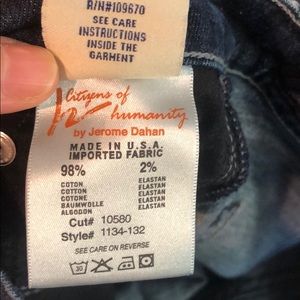 R/N#109670
SEE CARE
INSTRUCTIONS
INSIDE THE
GARMENT
Citizens of
humanity
by Jerome Dahan
MADE IN U.S.A.
IMPORTED FABRIC
98% 2%
COTON ELASTAN
COTTON ELASTAN
COTONE ELASTAN
BAUMWOLLE ELASTAN
ALGODON ELASTAN
Cut# 10580
Style# 1134-132
SEE CARE ON REVERSE
30